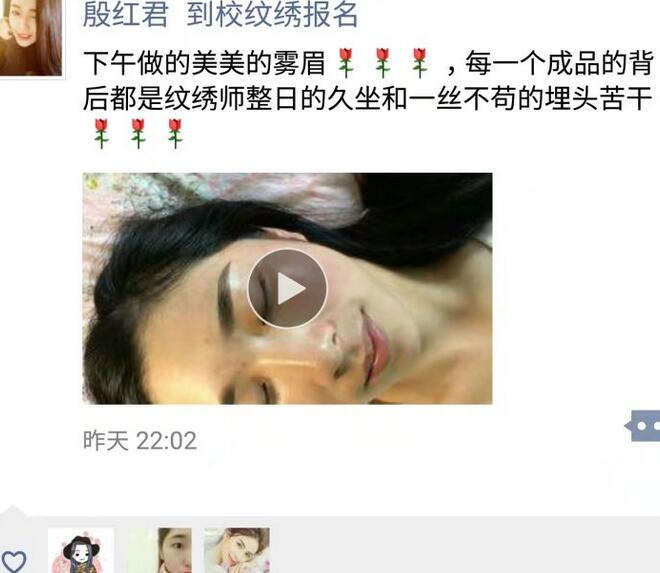 殷红君 到校纹绣报名
下午做的美美的雾眉🌹🌹🌹，每一个成品的背
后都是纹绣师整日的久坐和一丝不苟的埋头苦干
🌹🌹🌹
昨天 22:02